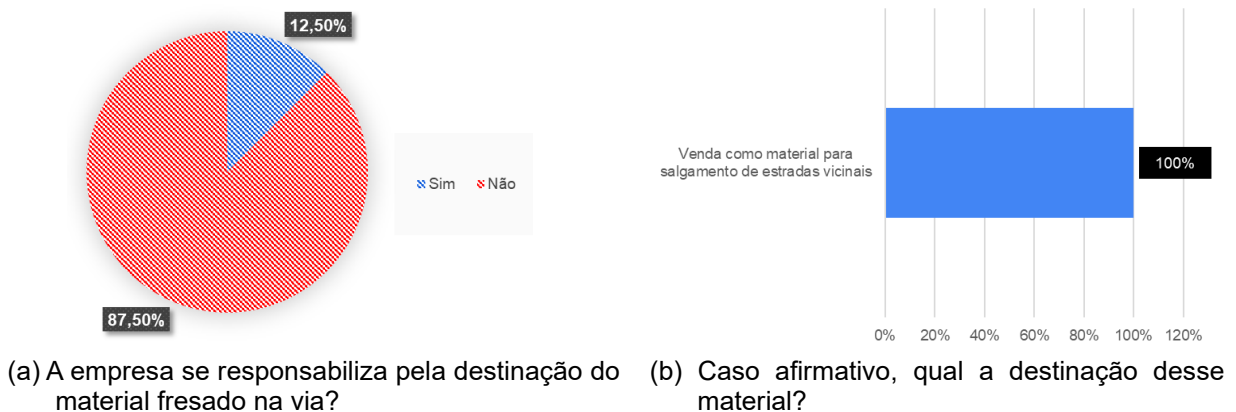 12,50%
Sim Não
87,50%
Venda como material para
salgamento de estradas vicinais
100%
0% 20% 40% 60% 80% 100% 120%
(a) A empresa se responsabiliza pela destinação do
material fresado na via?
(b) Caso afirmativo, qual a destinação desse
material?